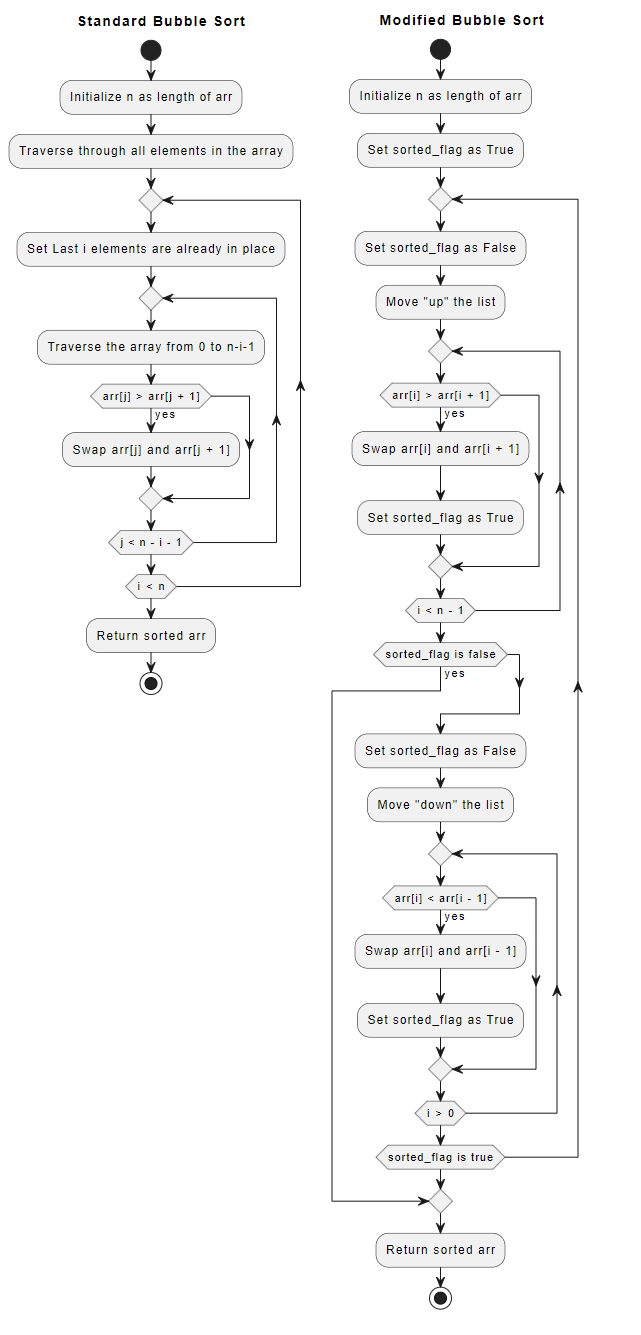 Standard Bubble Sort
Initialize n as length of arr
Traverse through all elements in the array
Set Last i elements are already in place
Traverse the array from 0 to n-i-1
arr[j] > arr[j + 1]
yes
Swap arr[j] and arr[j + 1]
j < n - i - 1
i < n
Return sorted arr
Modified Bubble Sort
Initialize n as length of arr
Set sorted_flag as True
Set sorted_flag as False
Move "up" the list
arr[i] > arr[i + 1]
yes
Swap arr[i] and arr[i + 1]
Set sorted_flag as True
i < n - 1
sorted_flag is false
yes
Set sorted_flag as False
Move "down" the list
arr[i] < arr[i - 1]
yes
Swap arr[i] and arr[i - 1]
Set sorted_flag as True
i > 0
sorted_flag is true
Return sorted arr